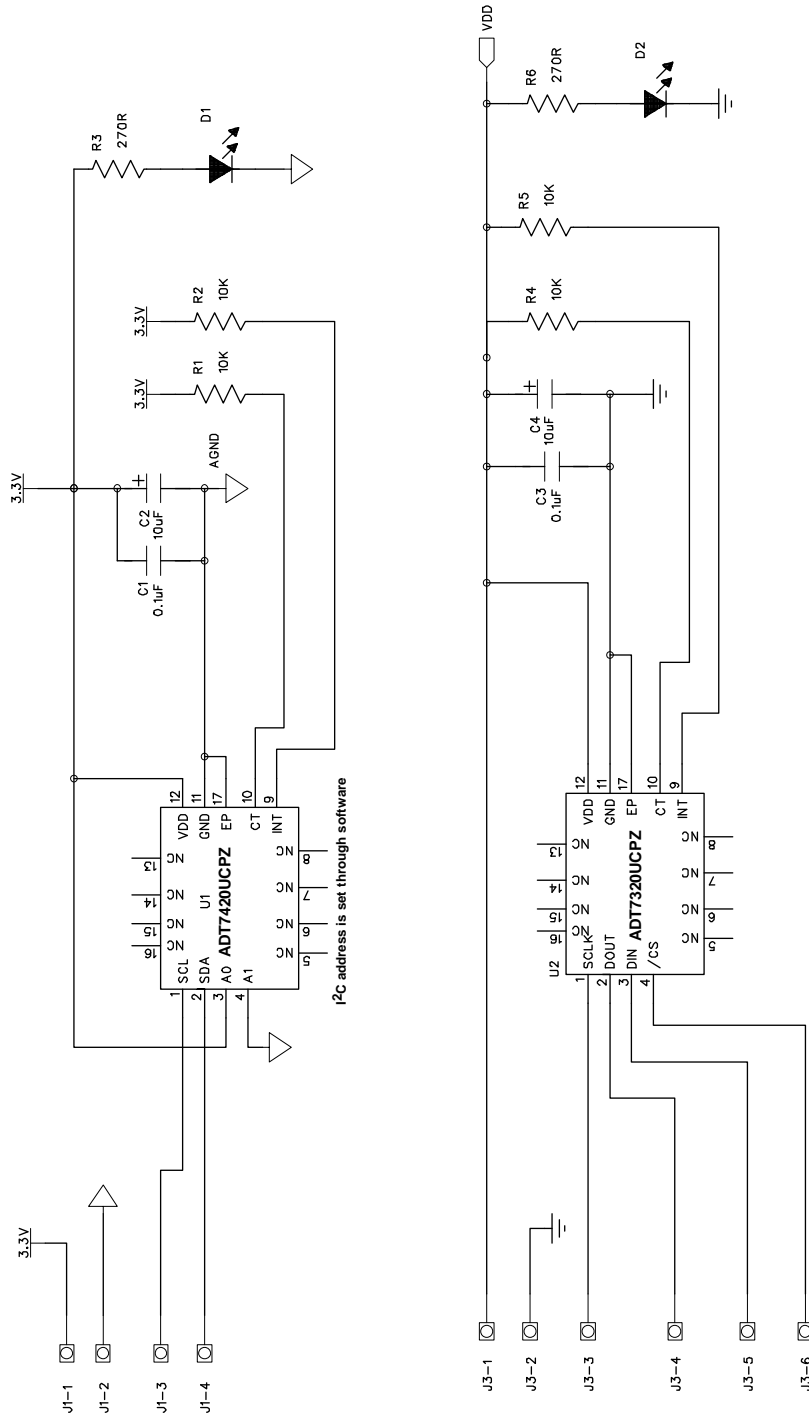 3.3V
J1-1
J1-2
J1-3
J1-4
3.3V
C1
0.1uF
C2
10uF
+
AGND
3.3V
R1
10K
3.3V
R2
10K
R3
270R
D1
U1
ADT7420UCPZ
1
SCL
2
SDA
3
A0
4
A1
16
NC
15
NC
14
NC
13
NC
12
VDD
11
GND
17
EP
10
CT
9
INT
5
NC
6
NC
7
NC
8
NC
I2C address is set through software
J3-1
J3-2
J3-3
J3-4
J3-5
J3-6
U2
ADT7320UCPZ
1
SCLK
2
DOUT
3
DIN
4
/CS
16
NC
15
NC
14
NC
13
NC
12
VDD
11
GND
17
EP
10
CT
9
INT
5
NC
6
NC
7
NC
8
NC
C3
0.1uF
C4
10uF
+
R4
10K
R5
10K
R6
270R
D2
VDD